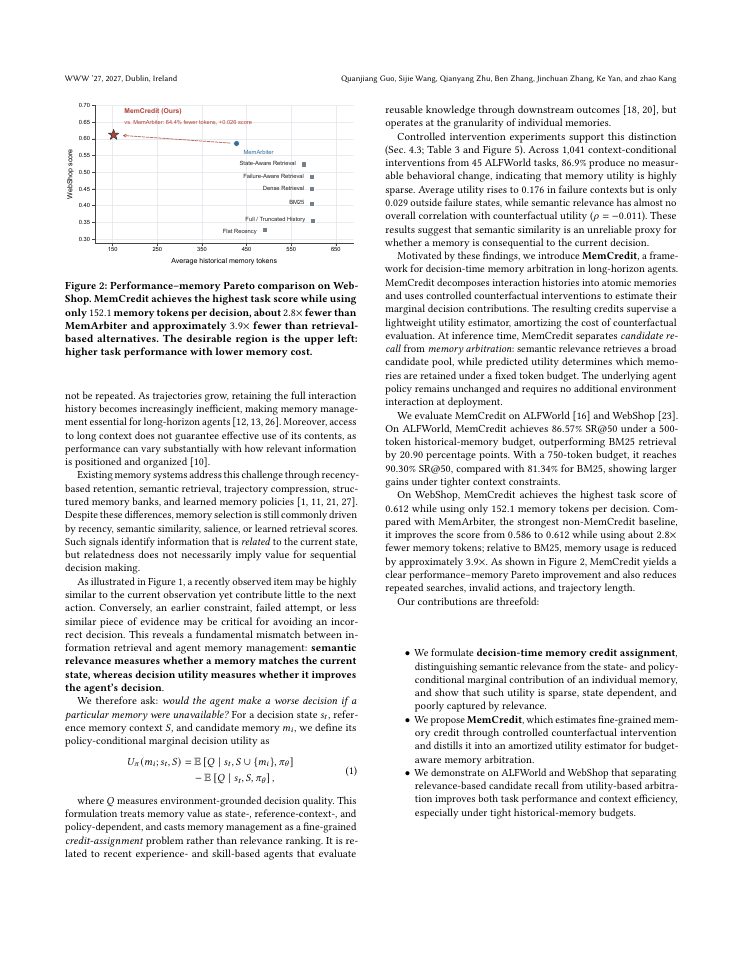 WWW ’27, 2027, Dublin, Ireland
Quanjiang Guo, Sijie Wang, Qianyang Zhu, Ben Zhang, Jinchuan Zhang, Ke Yan, and zhao Kang
0.70
0.65
0.60
0.55
0.50
0.45
0.40
0.35
0.30
WebShop score
MemCredit (Ours)
vs. MemArbiter: 64.4% fewer tokens, +0.026 score
MemArbiter
State-Aware Retrieval
Failure-Aware Retrieval
Dense Retrieval
BM25
Full / Truncated History
Flat Recency
150 250 350 450 550 650
Average historical memory tokens
Figure 2: Performance–memory Pareto comparison on Web-
Shop. MemCredit achieves the highest task score while using
only 152.1 memory tokens per decision, about 2.8× fewer than
MemArbiter and approximately 3.9× fewer than retrieval-
based alternatives. The desirable region is the upper left:
higher task performance with lower memory cost.
not be repeated. As trajectories grow, retaining the full interaction
history becomes increasingly inefficient, making memory manage-
ment essential for long-horizon agents [12, 13, 26]. Moreover, access
to long context does not guarantee effective use of its contents, as
performance can vary substantially with how relevant information
is positioned and organized [10].
Existing memory systems address this challenge through recency-
based retention, semantic retrieval, trajectory compression, struc-
tured memory banks, and learned memory policies [1, 11, 21, 27].
Despite these differences, memory selection is still commonly driven
by recency, semantic similarity, salience, or learned retrieval scores.
Such signals identify information that is related to the current state,
but relatedness does not necessarily imply value for sequential
decision making.
As illustrated in Figure 1, a recently observed item may be highly
similar to the current observation yet contribute little to the next
action. Conversely, an earlier constraint, failed attempt, or less
similar piece of evidence may be critical for avoiding an incor-
rect decision. This reveals a fundamental mismatch between in-
formation retrieval and agent memory management: semantic
relevance measures whether a memory matches the current
state, whereas decision utility measures whether it improves
the agent’s decision.
We therefore ask: would the agent make a worse decision if a
particular memory were unavailable? For a decision state sₜ, refer-
ence memory context S, and candidate memory mᵢ, we define its
policy-conditional marginal decision utility as
Uπ(mᵢ; sₜ, S) = 𝔼 [Q | sₜ, S ∪ {mᵢ}, πθ]
− 𝔼 [Q | sₜ, S, πθ] ,
(1)
where Q measures environment-grounded decision quality. This
formulation treats memory value as state-, reference-context-, and
policy-dependent, and casts memory management as a fine-grained
credit-assignment problem rather than relevance ranking. It is re-
lated to recent experience- and skill-based agents that evaluate
reusable knowledge through downstream outcomes [18, 20], but
operates at the granularity of individual memories.
Controlled intervention experiments support this distinction
(Sec. 4.3; Table 3 and Figure 5). Across 1,041 context-conditional
interventions from 45 ALFWorld tasks, 86.9% produce no measur-
able behavioral change, indicating that memory utility is highly
sparse. Average utility rises to 0.176 in failure contexts but is only
0.029 outside failure states, while semantic relevance has almost no
overall correlation with counterfactual utility (ρ = −0.011). These
results suggest that semantic similarity is an unreliable proxy for
whether a memory is consequential to the current decision.
Motivated by these findings, we introduce MemCredit, a frame-
work for decision-time memory arbitration in long-horizon agents.
MemCredit decomposes interaction histories into atomic memories
and uses controlled counterfactual interventions to estimate their
marginal decision contributions. The resulting credits supervise a
lightweight utility estimator, amortizing the cost of counterfactual
evaluation. At inference time, MemCredit separates candidate re-
call from memory arbitration: semantic relevance retrieves a broad
candidate pool, while predicted utility determines which memo-
ries are retained under a fixed token budget. The underlying agent
policy remains unchanged and requires no additional environment
interaction at deployment.
We evaluate MemCredit on ALFWorld [16] and WebShop [23].
On ALFWorld, MemCredit achieves 86.57% SR@50 under a 500-
token historical-memory budget, outperforming BM25 retrieval
by 20.90 percentage points. With a 750-token budget, it reaches
90.30% SR@50, compared with 81.34% for BM25, showing larger
gains under tighter context constraints.
On WebShop, MemCredit achieves the highest task score of
0.612 while using only 152.1 memory tokens per decision. Com-
pared with MemArbiter, the strongest non-MemCredit baseline,
it improves the score from 0.586 to 0.612 while using about 2.8×
fewer memory tokens; relative to BM25, memory usage is reduced
by approximately 3.9×. As shown in Figure 2, MemCredit yields a
clear performance–memory Pareto improvement and also reduces
repeated searches, invalid actions, and trajectory length.
Our contributions are threefold:
• We formulate decision-time memory credit assignment,
distinguishing semantic relevance from the state- and policy-
conditional marginal contribution of an individual memory,
and show that such utility is sparse, state dependent, and
poorly captured by relevance.
• We propose MemCredit, which estimates fine-grained mem-
ory credit through controlled counterfactual intervention
and distills it into an amortized utility estimator for budget-
aware memory arbitration.
• We demonstrate on ALFWorld and WebShop that separating
relevance-based candidate recall from utility-based arbitra-
tion improves both task performance and context efficiency,
especially under tight historical-memory budgets.